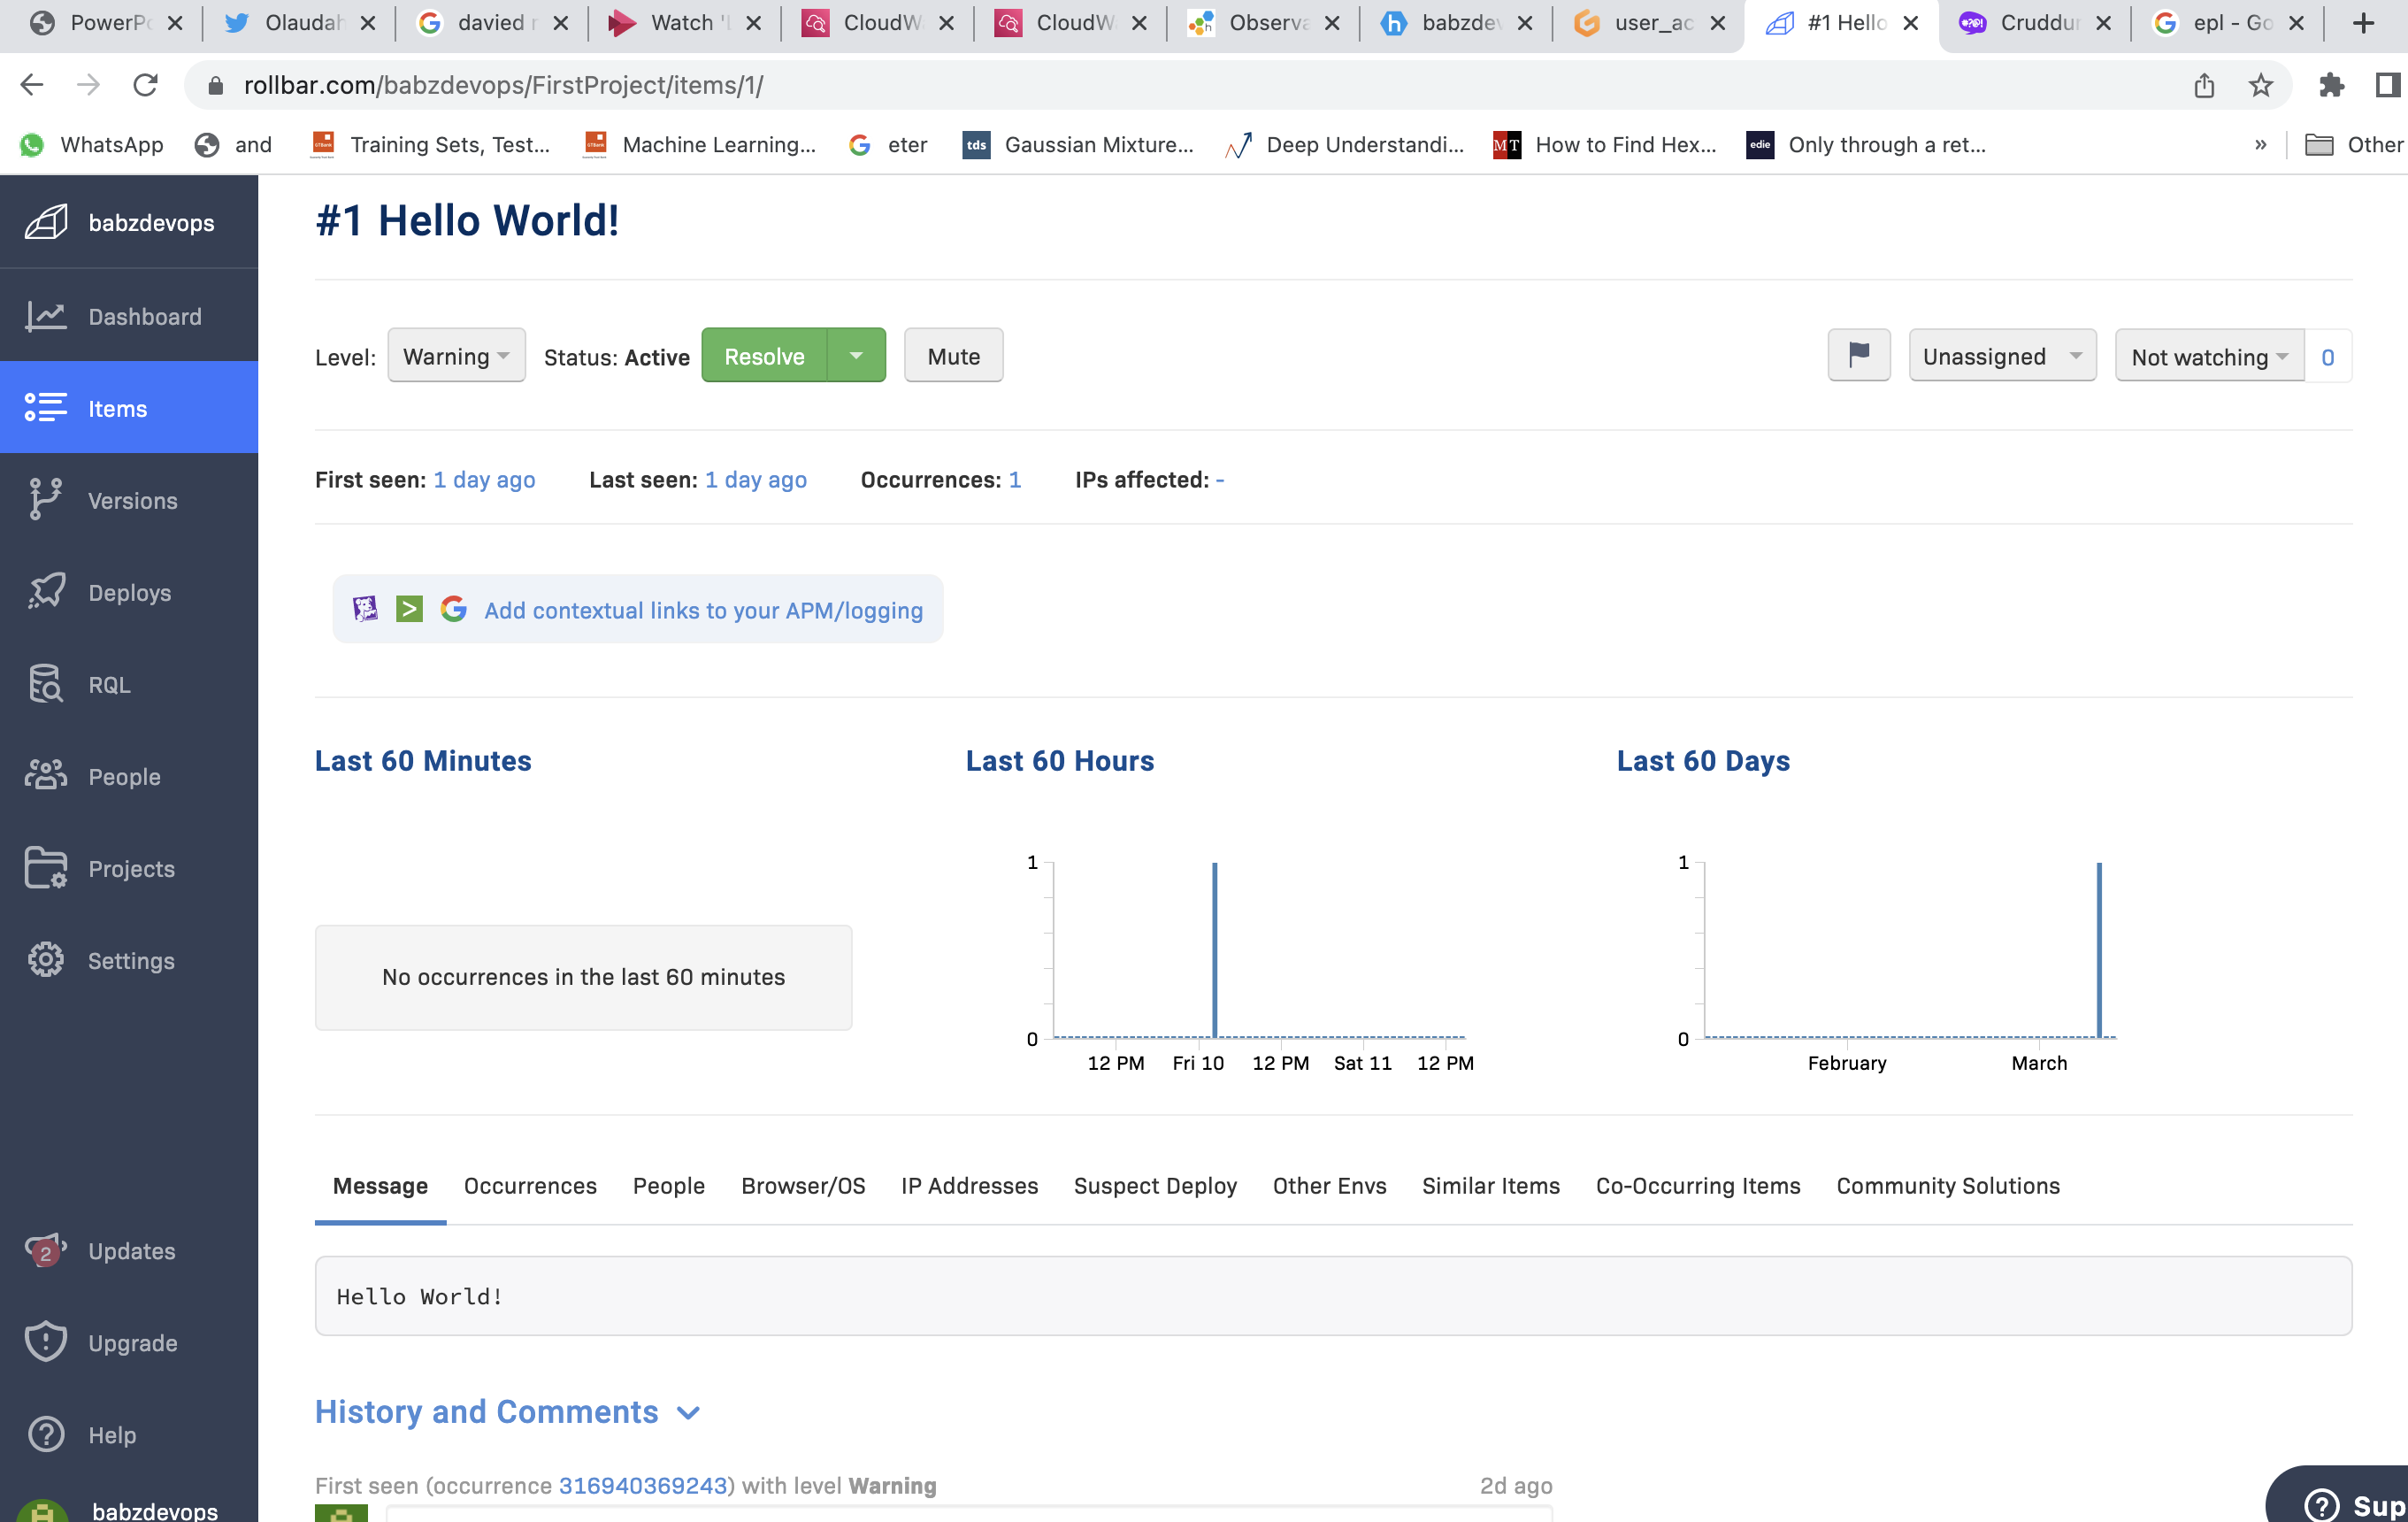 PowerPo
Olaudah
davied
Watch 'L
CloudW
CloudW
Observa
babzdev
user_ac
#1 Hello
Cruddur
epl - Go
rollbar.com/babzdevops/FirstProject/items/1/
WhatsApp
and
Training Sets, Test...
Machine Learning...
eter
tds
Gaussian Mixture...
Deep Understandi...
MT
How to Find Hex...
edie
Only through a ret...
»
Other
babzdevops
Dashboard
Items
Versions
Deploys
RQL
People
Projects
Settings
2
Updates
Upgrade
Help
babzdevops
#1 Hello World!
Level: Warning Status: Active Resolve Mute
Unassigned
Not watching
0
First seen: 1 day ago Last seen: 1 day ago Occurrences: 1 IPs affected: -
Add contextual links to your APM/logging
Last 60 Minutes
No occurrences in the last 60 minutes
Last 60 Hours
1
0
12 PM Fri 10 12 PM Sat 11 12 PM
Last 60 Days
1
0
February March
Message Occurrences People Browser/OS IP Addresses Suspect Deploy Other Envs Similar Items Co-Occurring Items Community Solutions
Hello World!
History and Comments
First seen (occurrence 316940369243) with level Warning
2d ago
Sup